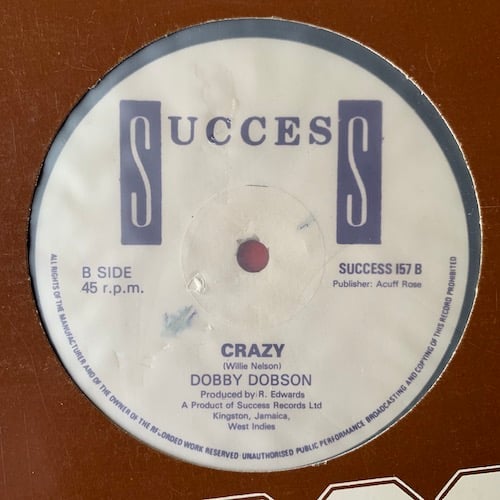 SUCCESS
B SIDE
45 r.p.m.
SUCCESS 157 B
Publisher: Acuff Rose
CRAZY
(Willie Nelson)
DOBBY DOBSON
Produced by R. Edwards
A Product of Success Records Ltd
Kingston, Jamaica,
West Indies
ALL RIGHTS OF THE MANUFACTURER AND OF THE OWNER OF THE RECORDED WORK RESERVED · UNAUTHORISED PUBLIC PERFORMANCE BROADCASTING AND COPYING OF THIS RECORD PROHIBITED